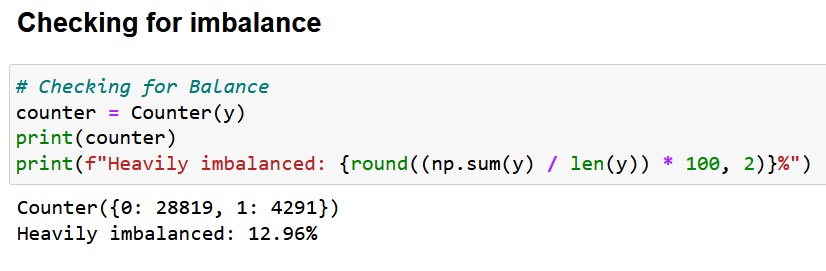 Checking for imbalance
# Checking for Balance
counter = Counter(y)
print(counter)
print(f"Heavily imbalanced: {round((np.sum(y) / len(y)) * 100, 2)}%")
Counter({0: 28819, 1: 4291})
Heavily imbalanced: 12.96%